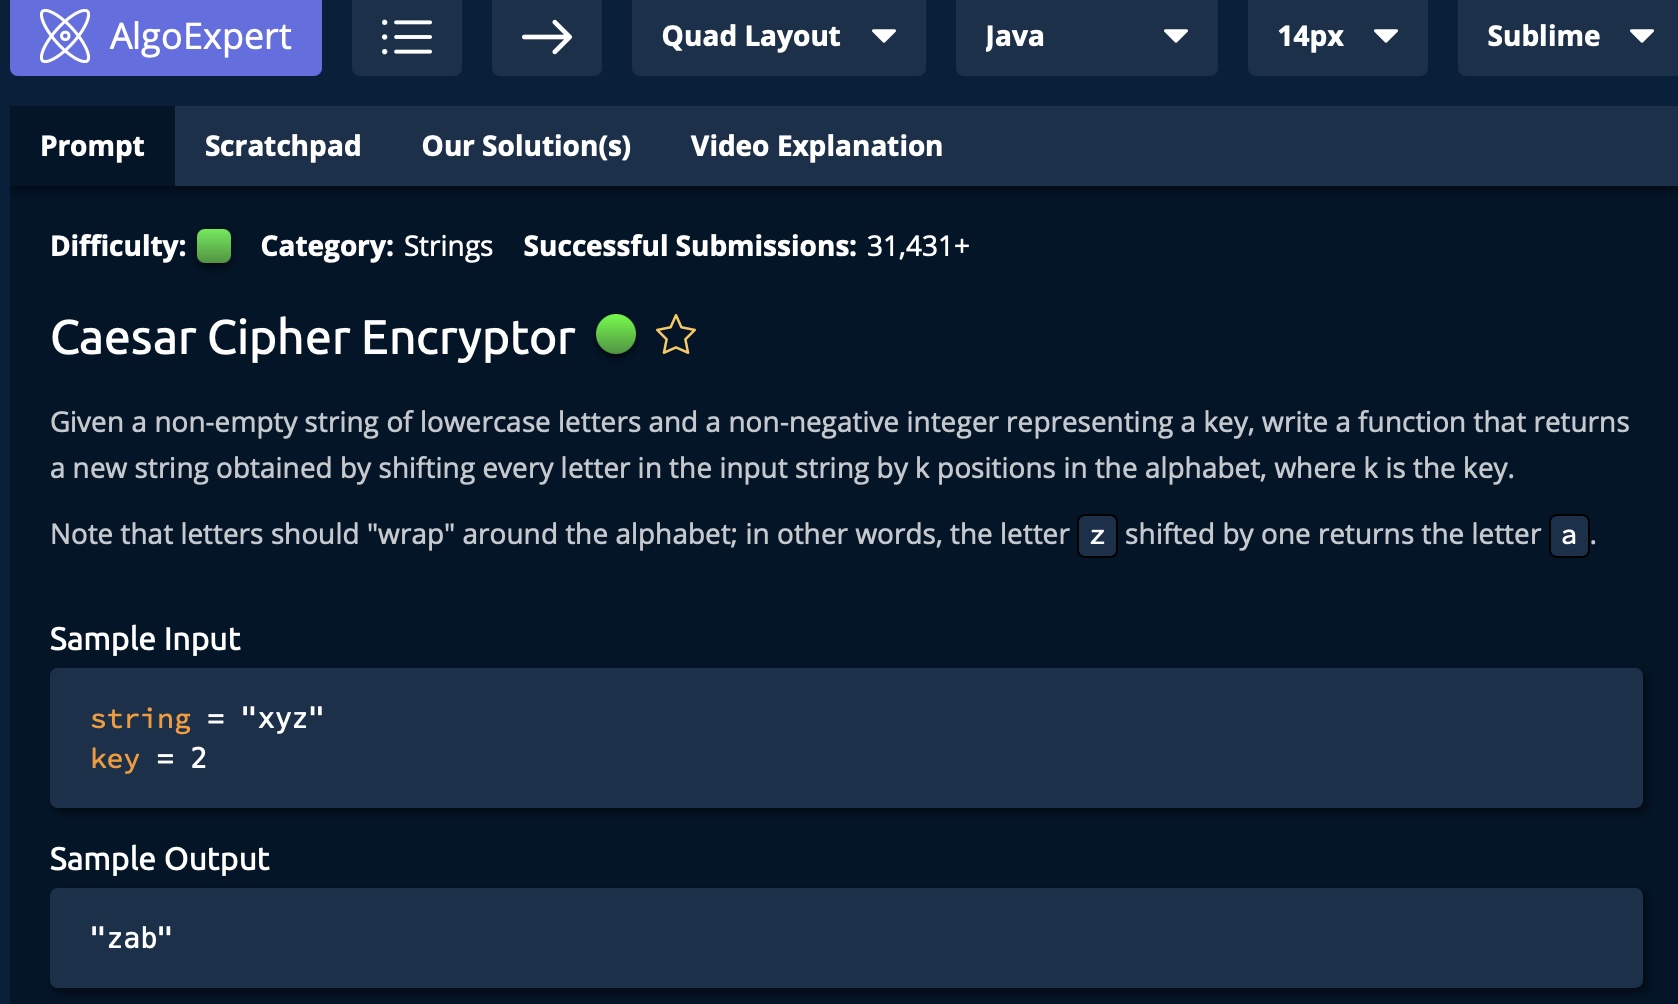 AlgoExpert Quad Layout Java 14px Sublime
Prompt Scratchpad Our Solution(s) Video Explanation
Difficulty: Category: Strings Successful Submissions: 31,431+
Caesar Cipher Encryptor
Given a non-empty string of lowercase letters and a non-negative integer representing a key, write a function that returns
a new string obtained by shifting every letter in the input string by k positions in the alphabet, where k is the key.
Note that letters should "wrap" around the alphabet; in other words, the letter z shifted by one returns the letter a.
Sample Input
string = "xyz"
key = 2
Sample Output
"zab"